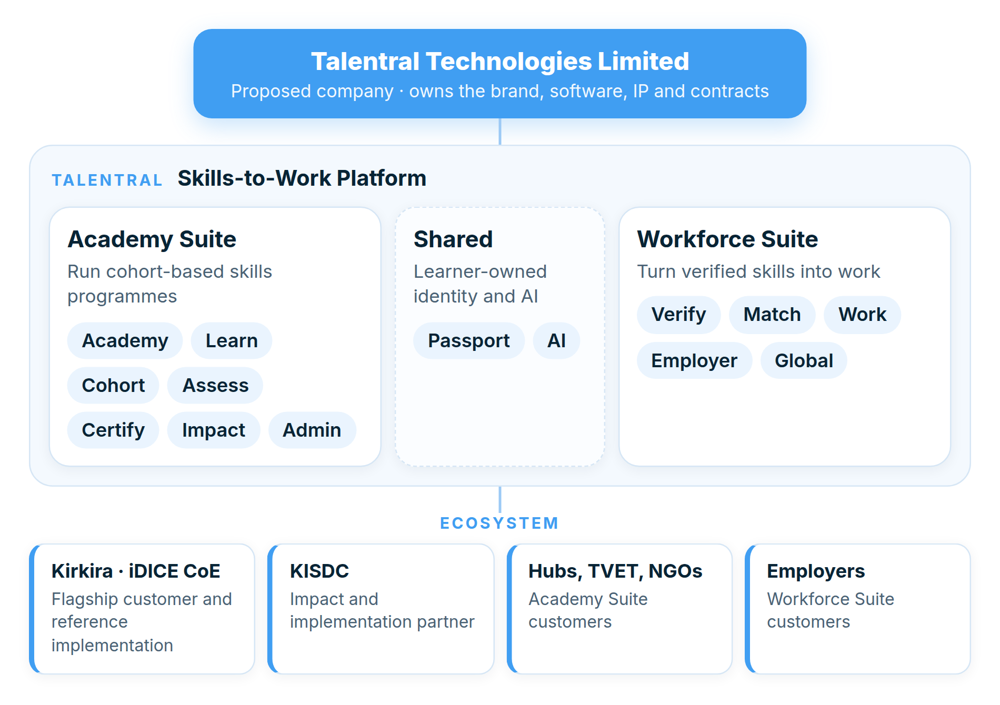 Talentral Technologies Limited
Proposed company · owns the brand, software, IP and contracts
TALENTRAL Skills-to-Work Platform
Academy Suite
Run cohort-based skills
programmes
Academy Learn
Cohort Assess
Certify Impact Admin
Shared
Learner-owned
identity and AI
Passport AI
Workforce Suite
Turn verified skills into work
Verify Match Work
Employer Global
ECOSYSTEM
Kirkira · iDICE CoE
Flagship customer and
reference
implementation
KISDC
Impact and
implementation partner
Hubs, TVET, NGOs
Academy Suite
customers
Employers
Workforce Suite
customers